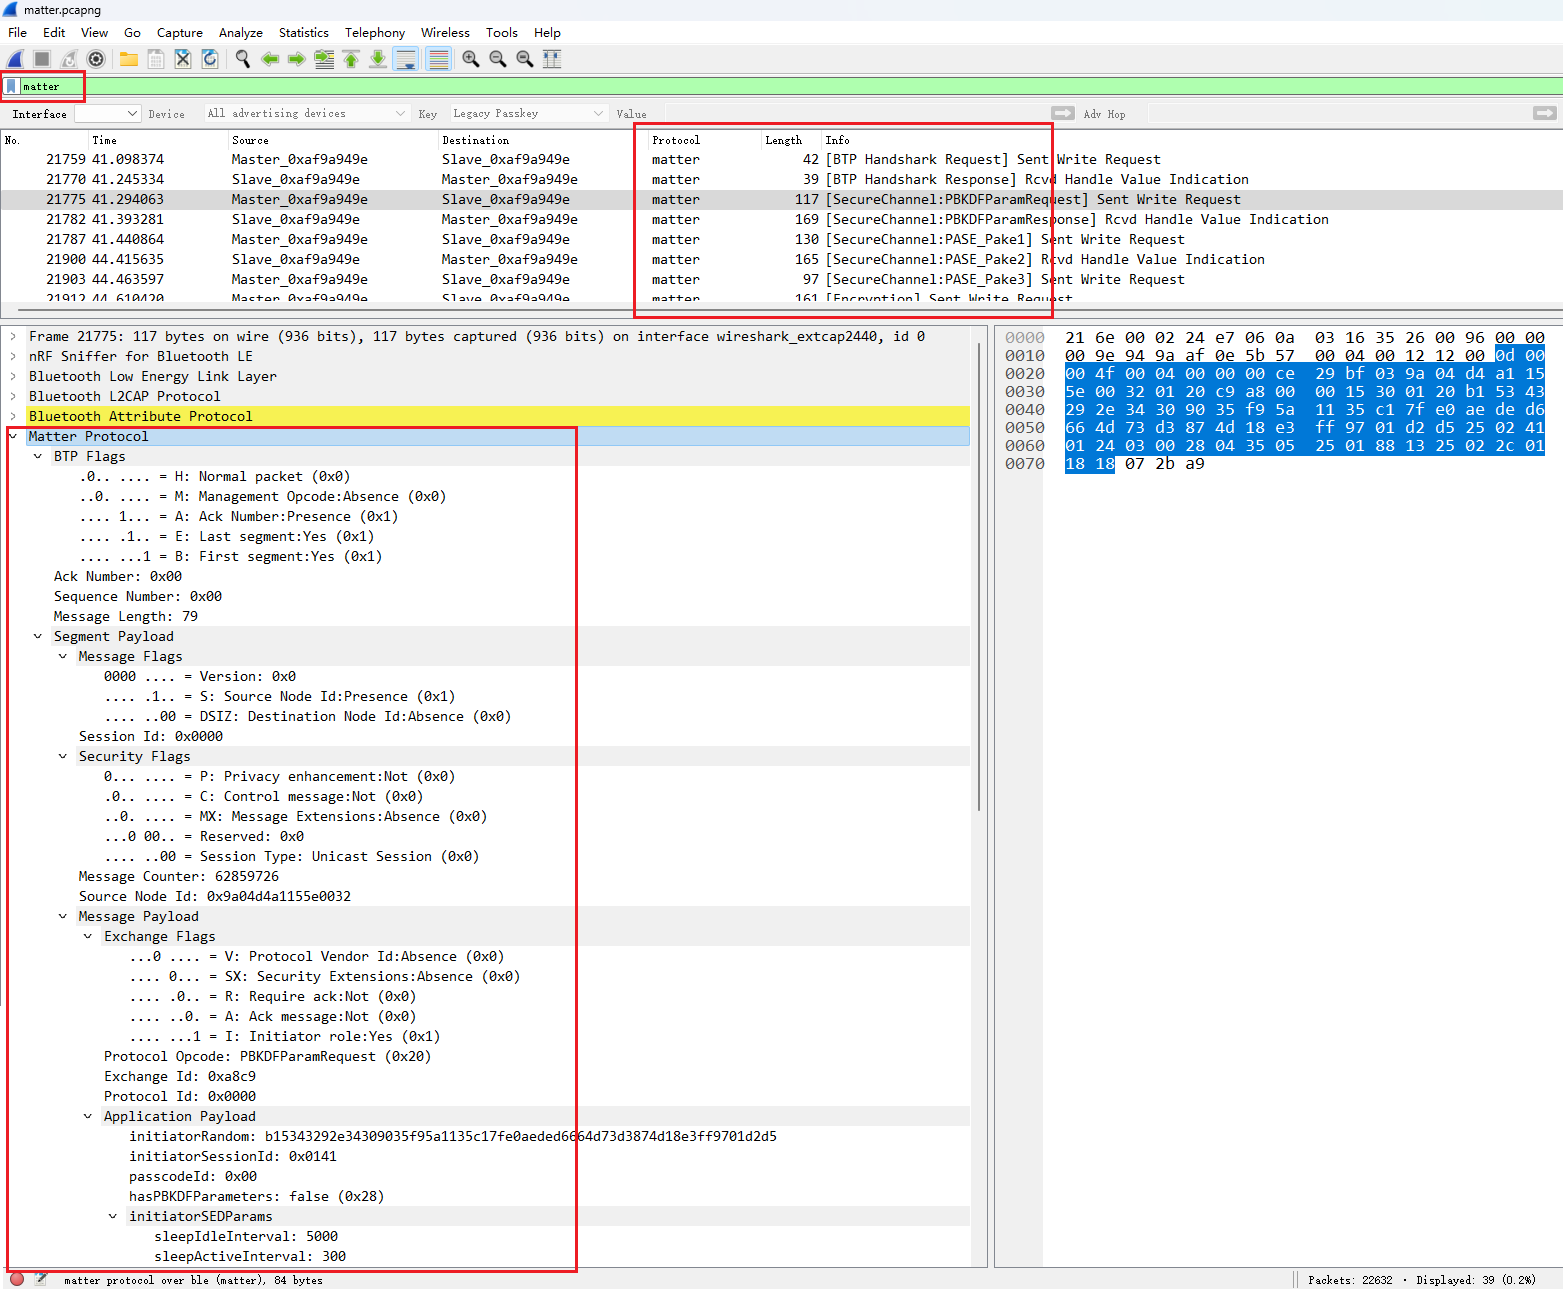 matter.pcapng
File Edit View Go Capture Analyze Statistics Telephony Wireless Tools Help
matter
Interface Device All advertising devices Key Legacy Passkey Value Adv Hop
No. Time Source Destination Protocol Length Info
21759 41.098374 Master_0xaf9a949e Slave_0xaf9a949e matter 42 [BTP Handshark Request] Sent Write Request
21770 41.245334 Slave_0xaf9a949e Master_0xaf9a949e matter 39 [BTP Handshark Response] Rcvd Handle Value Indication
21775 41.294063 Master_0xaf9a949e Slave_0xaf9a949e matter 117 [SecureChannel:PBKDFParamRequest] Sent Write Request
21782 41.393281 Slave_0xaf9a949e Master_0xaf9a949e matter 169 [SecureChannel:PBKDFParamResponse] Rcvd Handle Value Indication
21787 41.440864 Master_0xaf9a949e Slave_0xaf9a949e matter 130 [SecureChannel:PASE_Pake1] Sent Write Request
21900 44.415635 Slave_0xaf9a949e Master_0xaf9a949e matter 165 [SecureChannel:PASE_Pake2] Rcvd Handle Value Indication
21903 44.463597 Master_0xaf9a949e Slave_0xaf9a949e matter 97 [SecureChannel:PASE_Pake3] Sent Write Request
21912 44.610420 Master_0xaf9a949e Slave_0xaf9a949e matter 161 [Encryption] Sent Write Request
Frame 21775: 117 bytes on wire (936 bits), 117 bytes captured (936 bits) on interface wireshark_extcap2440, id 0
nRF Sniffer for Bluetooth LE
Bluetooth Low Energy Link Layer
Bluetooth L2CAP Protocol
Bluetooth Attribute Protocol
Matter Protocol
BTP Flags
.0.. .... = H: Normal packet (0x0)
..0. .... = M: Management Opcode:Absence (0x0)
.... 1... = A: Ack Number:Presence (0x1)
.... .1.. = E: Last segment:Yes (0x1)
.... ...1 = B: First segment:Yes (0x1)
Ack Number: 0x00
Sequence Number: 0x00
Message Length: 79
Segment Payload
Message Flags
0000 .... = Version: 0x0
.... .1.. = S: Source Node Id:Presence (0x1)
.... ..00 = DSIZ: Destination Node Id:Absence (0x0)
Session Id: 0x0000
Security Flags
0... .... = P: Privacy enhancement:Not (0x0)
.0.. .... = C: Control message:Not (0x0)
..0. .... = MX: Message Extensions:Absence (0x0)
...0 00.. = Reserved: 0x0
.... ..00 = Session Type: Unicast Session (0x0)
Message Counter: 62859726
Source Node Id: 0x9a04d4a1155e0032
Message Payload
Exchange Flags
...0 .... = V: Protocol Vendor Id:Absence (0x0)
.... 0... = SX: Security Extensions:Absence (0x0)
.... .0.. = R: Require ack:Not (0x0)
.... ..0. = A: Ack message:Not (0x0)
.... ...1 = I: Initiator role:Yes (0x1)
Protocol Opcode: PBKDFParamRequest (0x20)
Exchange Id: 0xa8c9
Protocol Id: 0x0000
Application Payload
initiatorRandom: b15343292e34309035f95a1135c17fe0aeded6664d73d3874d18e3ff9701d2d5
initiatorSessionId: 0x0141
passcodeId: 0x00
hasPBKDFParameters: false (0x28)
initiatorSEDParams
sleepIdleInterval: 5000
sleepActiveInterval: 300
0000 21 6e 00 02 24 e7 06 0a 03 16 35 26 00 96 00 00
0010 00 9e 94 9a af 0e 5b 57 00 04 00 12 12 00 0d 00
0020 00 4f 00 04 00 00 00 ce 29 bf 03 9a 04 d4 a1 15
0030 5e 00 32 01 20 c9 a8 00 00 15 30 01 20 b1 53 43
0040 29 2e 34 30 90 35 f9 5a 11 35 c1 7f e0 ae de d6
0050 66 4d 73 d3 87 4d 18 e3 ff 97 01 d2 d5 25 02 41
0060 01 24 03 00 28 04 35 05 25 01 88 13 25 02 2c 01
0070 18 18 07 2b a9
matter protocol over ble (matter), 84 bytes
Packets: 22632 · Displayed: 39 (0.2%)